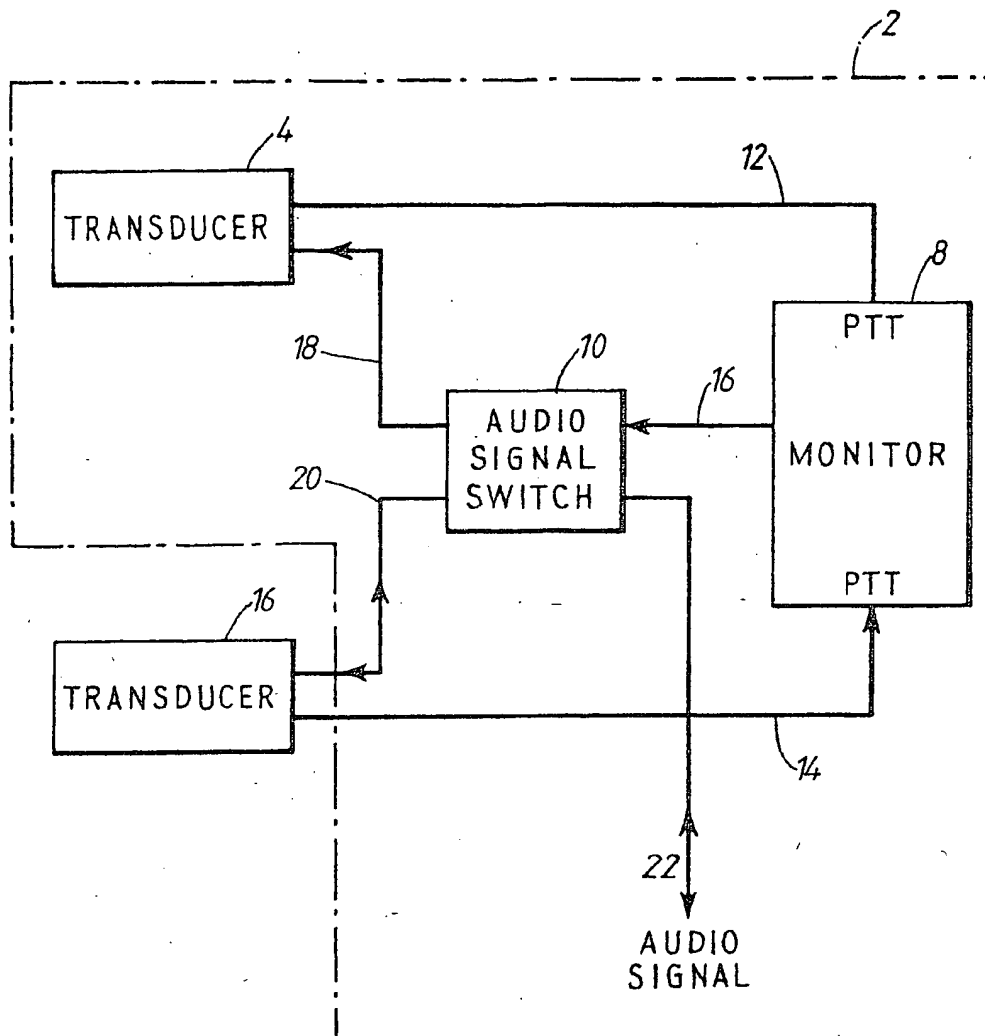 2
4
TRANSDUCER
12
8
PTT
18
10
16
AUDIO
SIGNAL
SWITCH
MONITOR
20
PTT
16
TRANSDUCER
14
22
AUDIO
SIGNAL